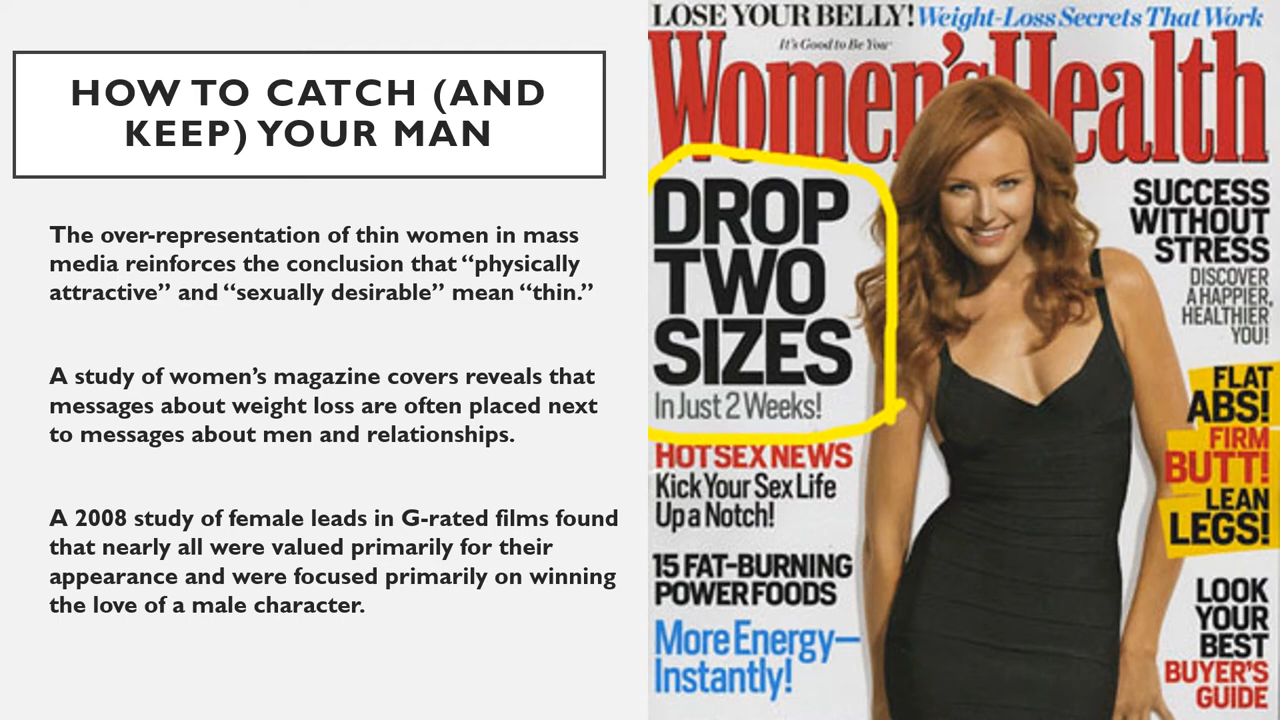 HOW TO CATCH (AND
KEEP) YOUR MAN
The over-representation of thin women in mass
media reinforces the conclusion that “physically
attractive” and “sexually desirable” mean “thin.”
A study of women’s magazine covers reveals that
messages about weight loss are often placed next
to messages about men and relationships.
A 2008 study of female leads in G-rated films found
that nearly all were valued primarily for their
appearance and were focused primarily on winning
the love of a male character.
LOSE YOUR BELLY! Weight-Loss Secrets That Work
It's Good to Be You
Women's Health
DROP
TWO
SIZES
In Just 2 Weeks!
HOT SEX NEWS
Kick Your Sex Life
Up a Notch!
15 FAT-BURNING
POWER FOODS
More Energy—
Instantly!
SUCCESS
WITHOUT
STRESS
DISCOVER
A HAPPIER,
HEALTHIER
YOU!
FLAT
ABS!
FIRM
BUTT!
LEAN
LEGS!
LOOK
YOUR
BEST
BUYER'S
GUIDE